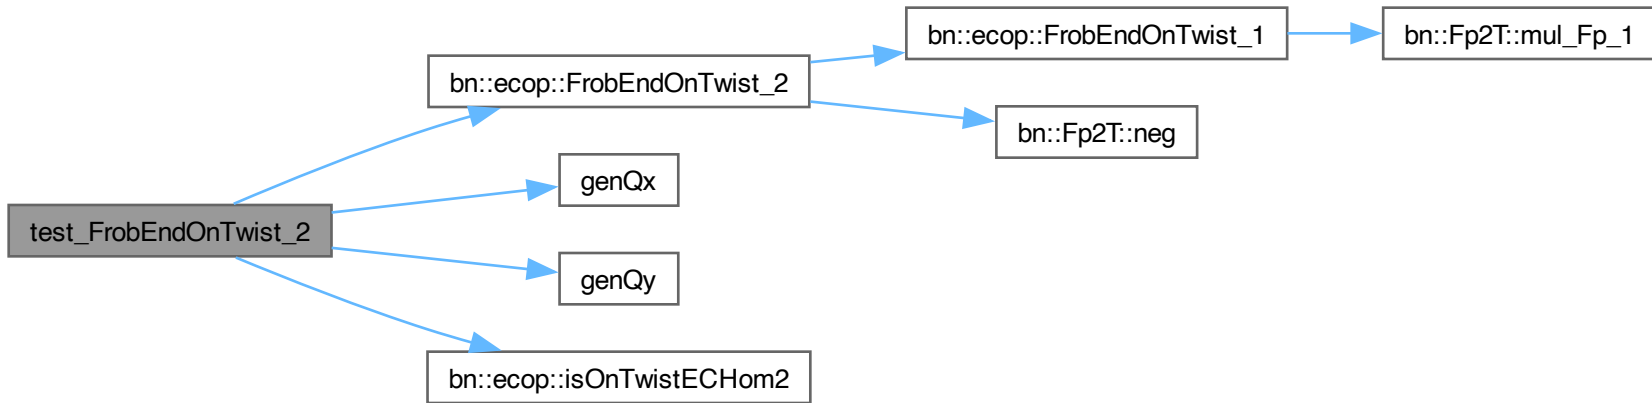 bn::ecop::FrobEndOnTwist_1
bn::Fp2T::mul_Fp_1
bn::ecop::FrobEndOnTwist_2
bn::Fp2T::neg
genQx
test_FrobEndOnTwist_2
genQy
bn::ecop::isOnTwistECHom2